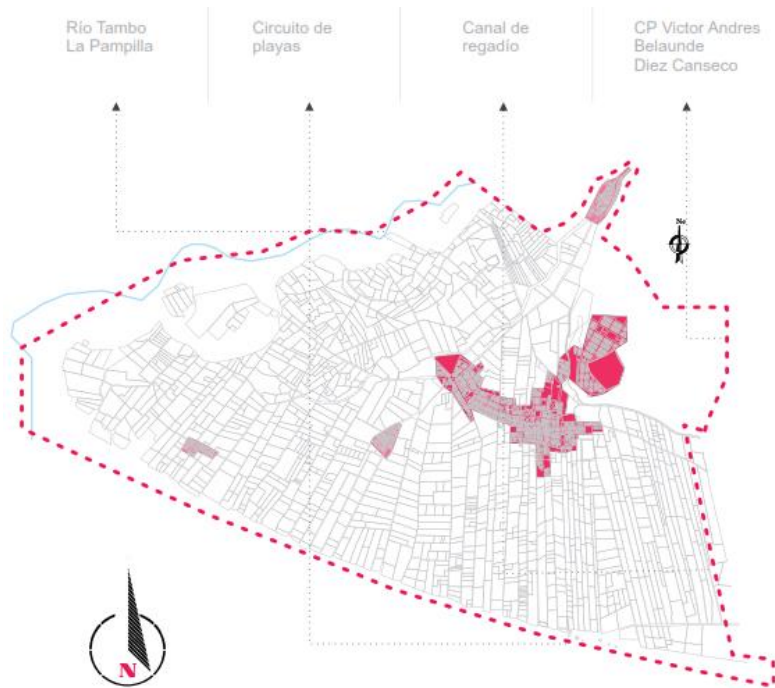 Río Tambo
La Pampilla
Circuito de
playas
Canal de
regadío
CP Victor Andres
Belaunde
Diez Canseco
N